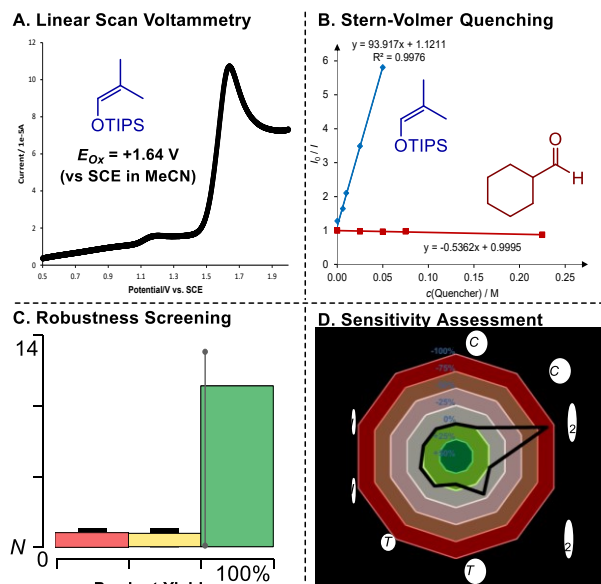 A. Linear Scan Voltammetry
Current / 1e-5A
12
10
8
6
4
2
0
0.5
0.7
0.9
1.1
1.3
1.5
1.7
1.9
Potential/V vs. SCE
OTIPS
E_Ox = +1.64 V
(vs SCE in MeCN)
B. Stern-Volmer Quenching
y = 93.917x + 1.1211
R² = 0.9976
I₀ / I
6
5
4
3
2
1
0
0.00
0.05
0.10
0.15
0.20
0.25
c(Quencher) / M
OTIPS
O
H
y = -0.5362x + 0.9995
C. Robustness Screening
14
N
0
100%
D. Sensitivity Assessment
-100%
-75%
-25%
0%
C
C
2
2
T
T